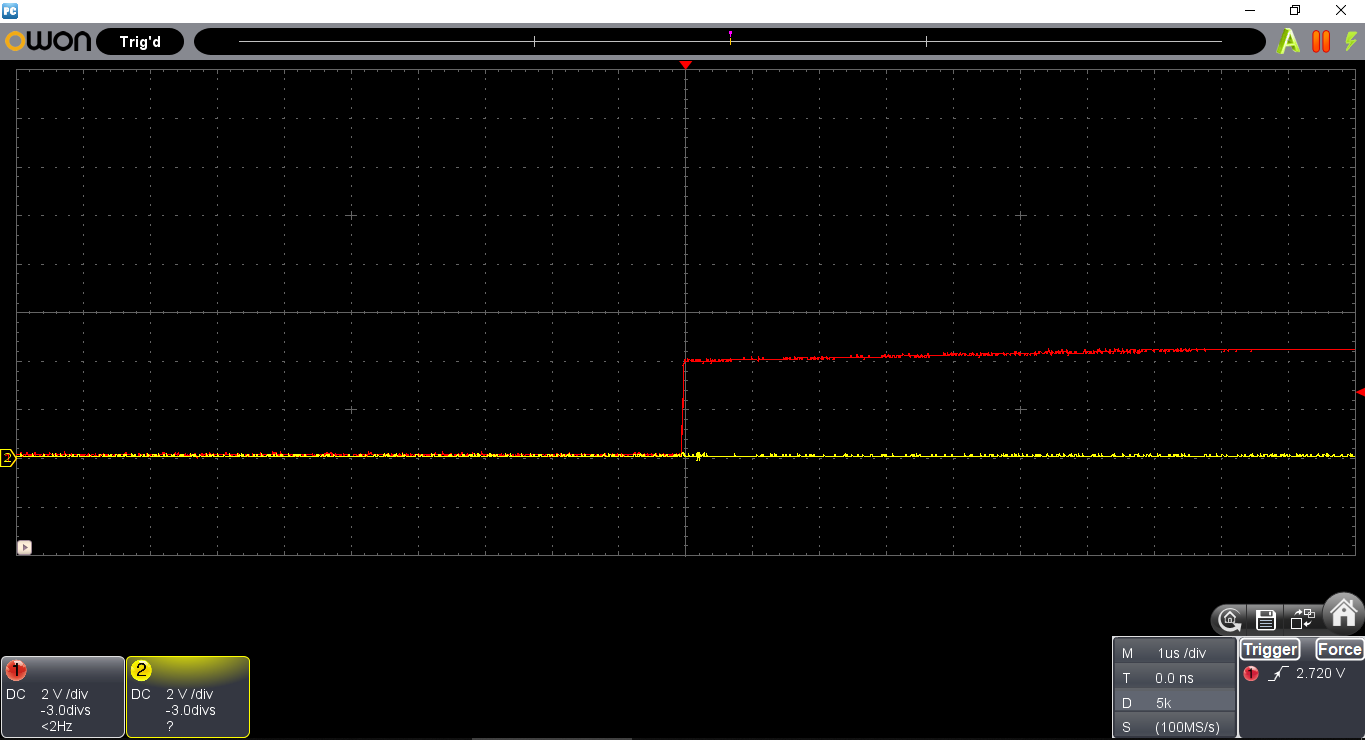 PC
OWON
Trig'd
A
2
1
DC 2 V /div
-3.0divs
<2Hz
2
DC 2 V /div
-3.0divs
?
M 1us /div
T 0.0 ns
D 5k
S (100MS/s)
Trigger Force
1 2.720 V